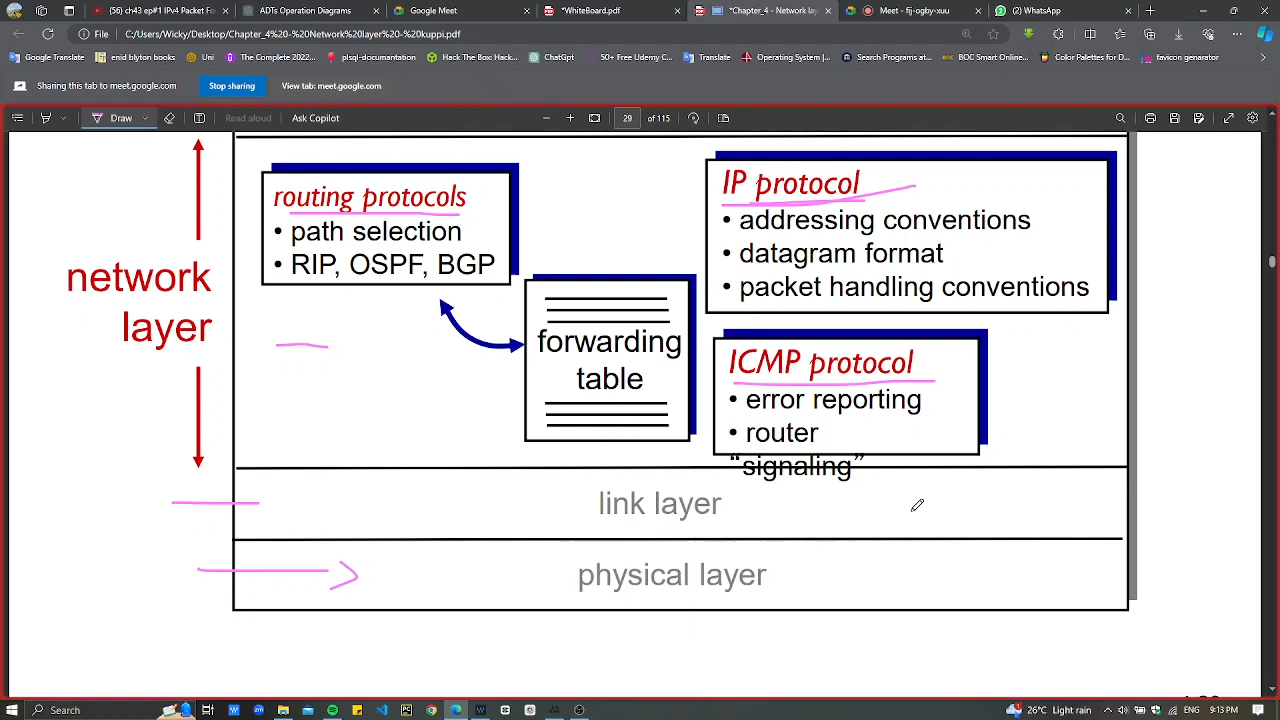 (56) ch43 ep#1 IPv4 Packet Fo
ADTs Operation Diagrams
Google Meet
*WhiteBoard.pdf
*Chapter_4 - Network lay
Meet - fij-ogby-xuu
(2) WhatsApp
File
C:/Users/Wicky/Desktop/Chapter_4%20-%20Network%20layer%20-%20kuppi.pdf
Google Translate
enid blyton books
Uni
Tim Complete 2022...
plsql-documentation
Hack The Box: Hack...
ChatGpt
50+ Free Udemy C...
Translate
Operating System |...
Search Programs at...
BOC Smart Online...
Color Palettes for D...
favicon generator
Sharing this tab to meet.google.com
Stop sharing
View tab: meet.google.com
Draw
Read aloud
Ask Copilot
29
of 115
routing protocols
• path selection
• RIP, OSPF, BGP
network
layer
forwarding
table
IP protocol
• addressing conventions
• datagram format
• packet handling conventions
ICMP protocol
• error reporting
• router
“signaling”
link layer
physical layer
Search
26°C Light rain
ENG
9:13 PM